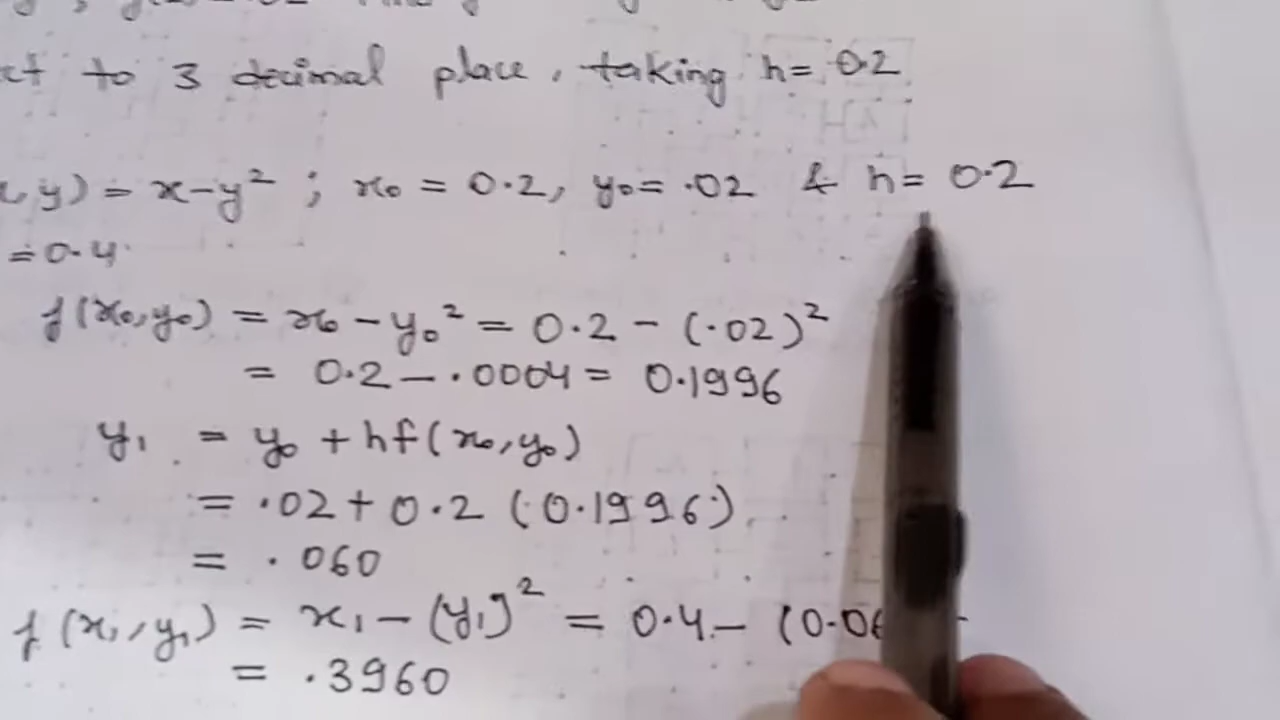 ct to 3 decimal place, taking h= 0.2
x,y) = x-y² ; x₀ = 0.2, y₀= .02 & h= 0.2
=0.4
f(x₀,y₀) = x₀ - y₀² = 0.2 - (.02)²
= 0.2 - .0004 = 0.1996
y₁ = y₀ + hf(x₀,y₀)
= .02 + 0.2 (0.1996)
= .060
f(x₁,y₁) = x₁ - (y₁)² = 0.4 - (0.06
= .3960